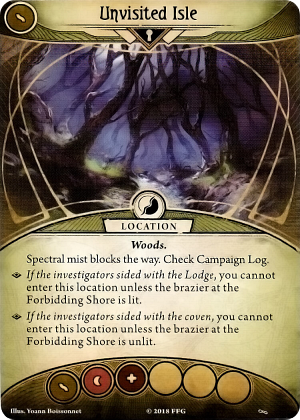 Unvisited Isle
LOCATION
Woods.
Spectral mist blocks the way. Check Campaign Log.
If the investigators sided with the Lodge, you cannot
enter this location unless the brazier at the
Forbidding Shore is lit.
If the investigators sided with the coven, you cannot
enter this location unless the brazier at the
Forbidding Shore is unlit.
Illus. Yoann Boissonnet
© 2018 FFG